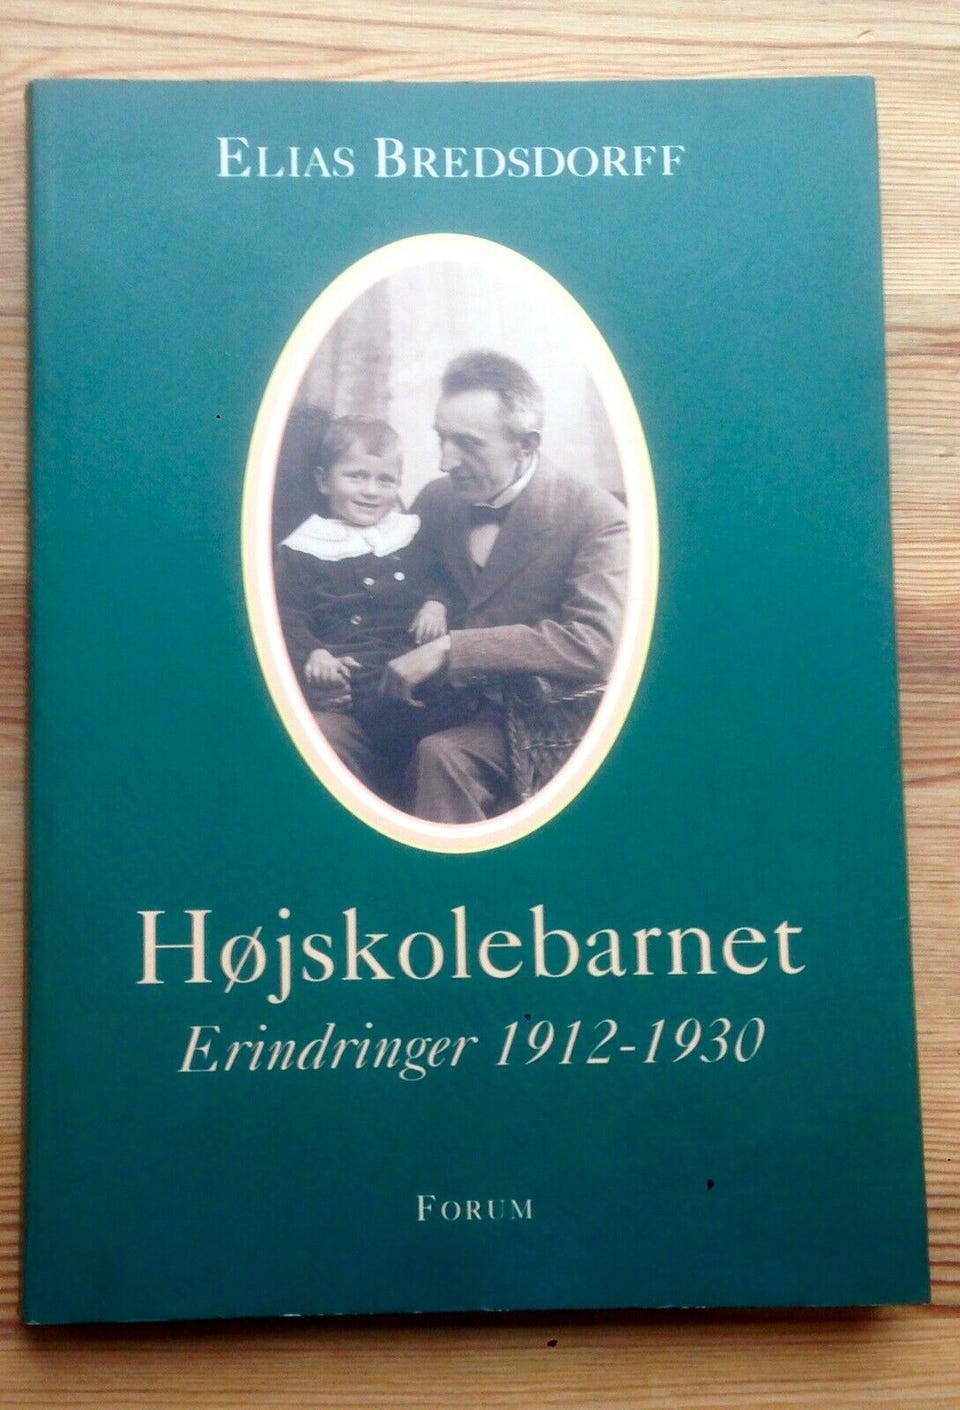 ELIAS BREDSDORFF
Højskolebarnet
Erindringer 1912-1930
FORUM